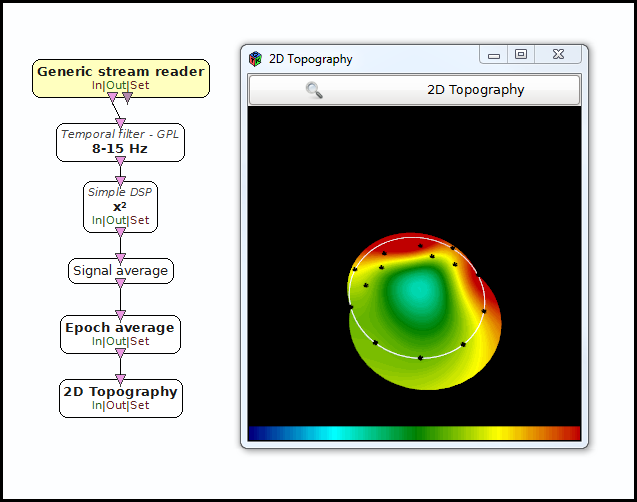 Generic stream reader
In|Out|Set
Temporal filter - GPL
8-15 Hz
Simple DSP
x²
In|Out|Set
Signal average
Epoch average
In|Out|Set
2D Topography
In|Out|Set
2D Topography
2D Topography